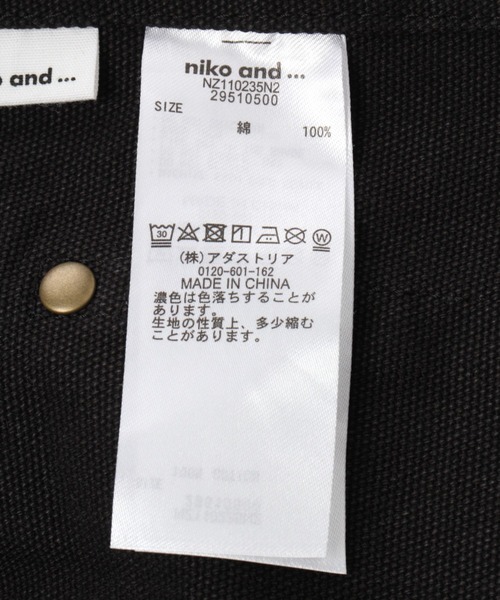 o and ...
niko and ...
NZ110235N2
29510500
SIZE
綿 100%
30
W
(株)アダストリア
0120-601-162
MADE IN CHINA
濃色は色落ちすることが
あります。
生地の性質上、多少縮む
ことがあります。